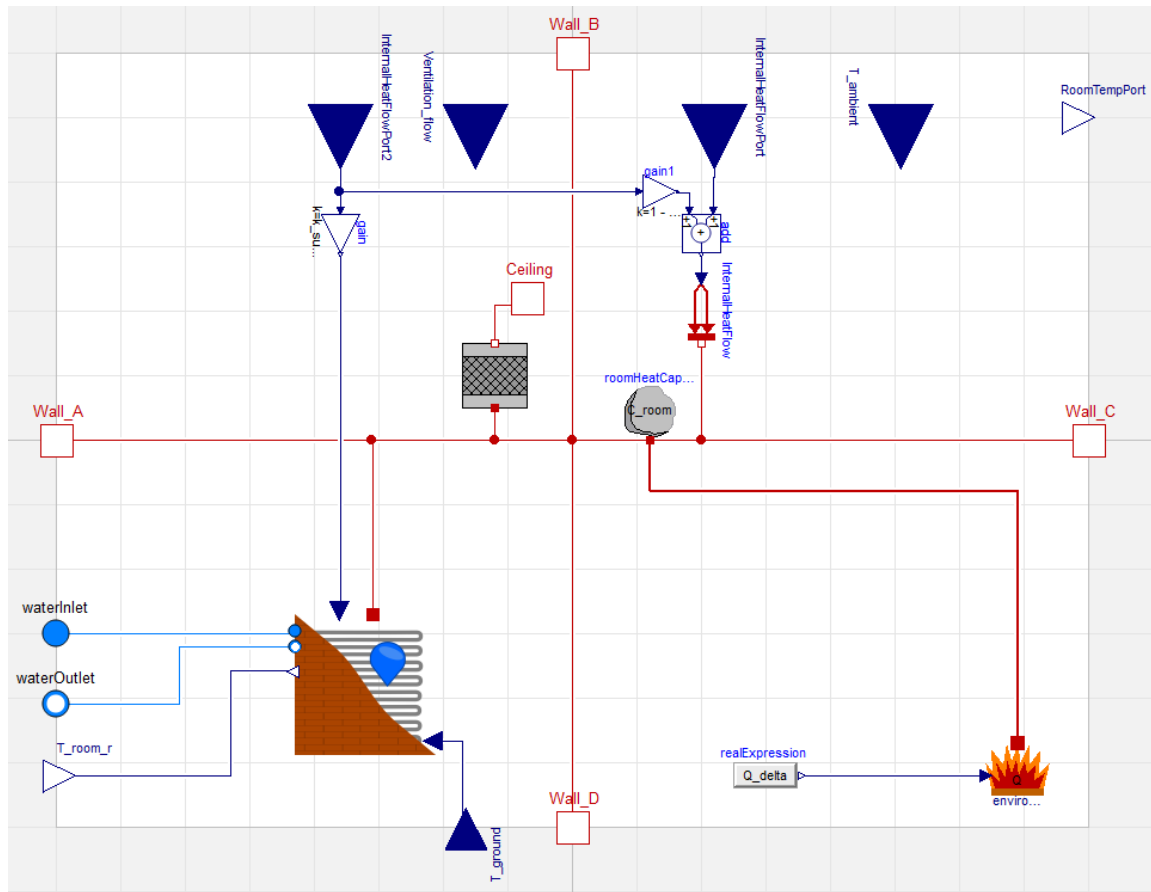 Wall_B
InternalHeatFlowPort2
Ventilation_flow
InternalHeatFlowPort
T_ambient
RoomTempPort
gain1
k=1 - ...
k=k_su...
gain
+
+
+
add
Ceiling
InternalHeatFlow
roomHeatCap...
C_room
Wall_A
Wall_C
waterInlet
waterOutlet
T_room_r
realExpression
Q_delta
Q
enviro...
Wall_D
T_ground